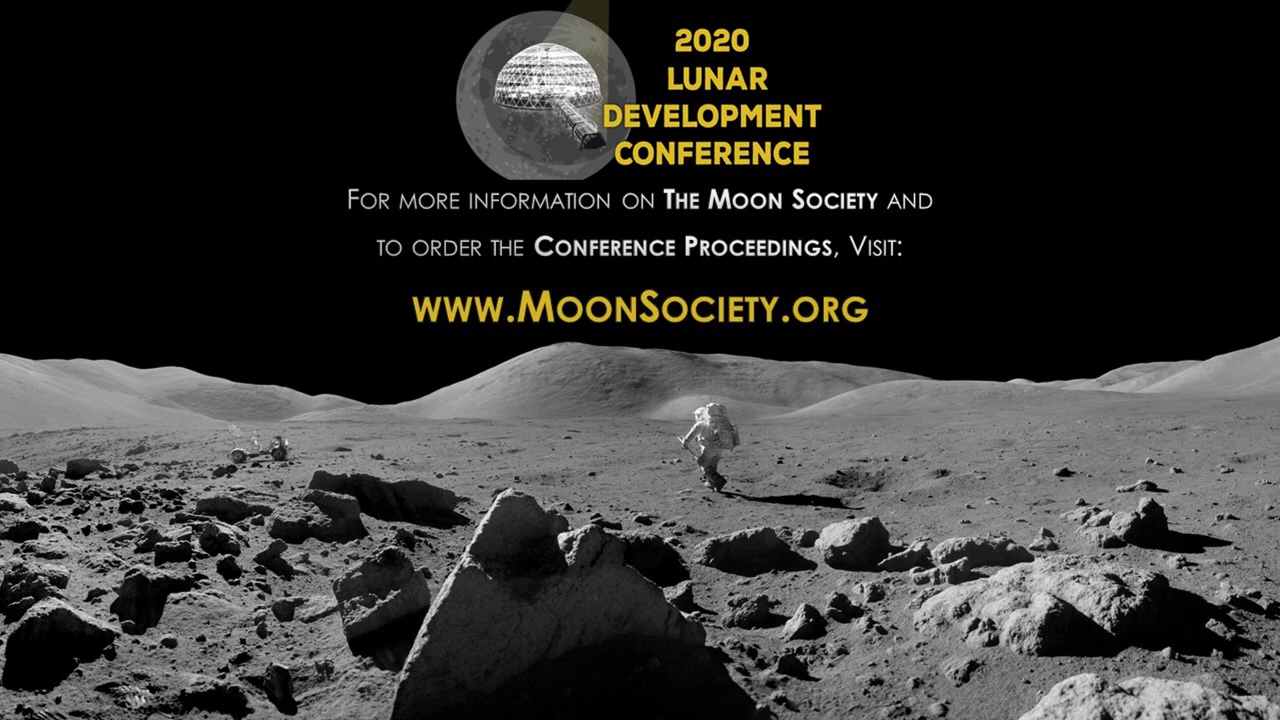 2020
LUNAR
DEVELOPMENT
CONFERENCE
For more information on The Moon Society and
to order the Conference Proceedings, Visit:
www.MoonSociety.org